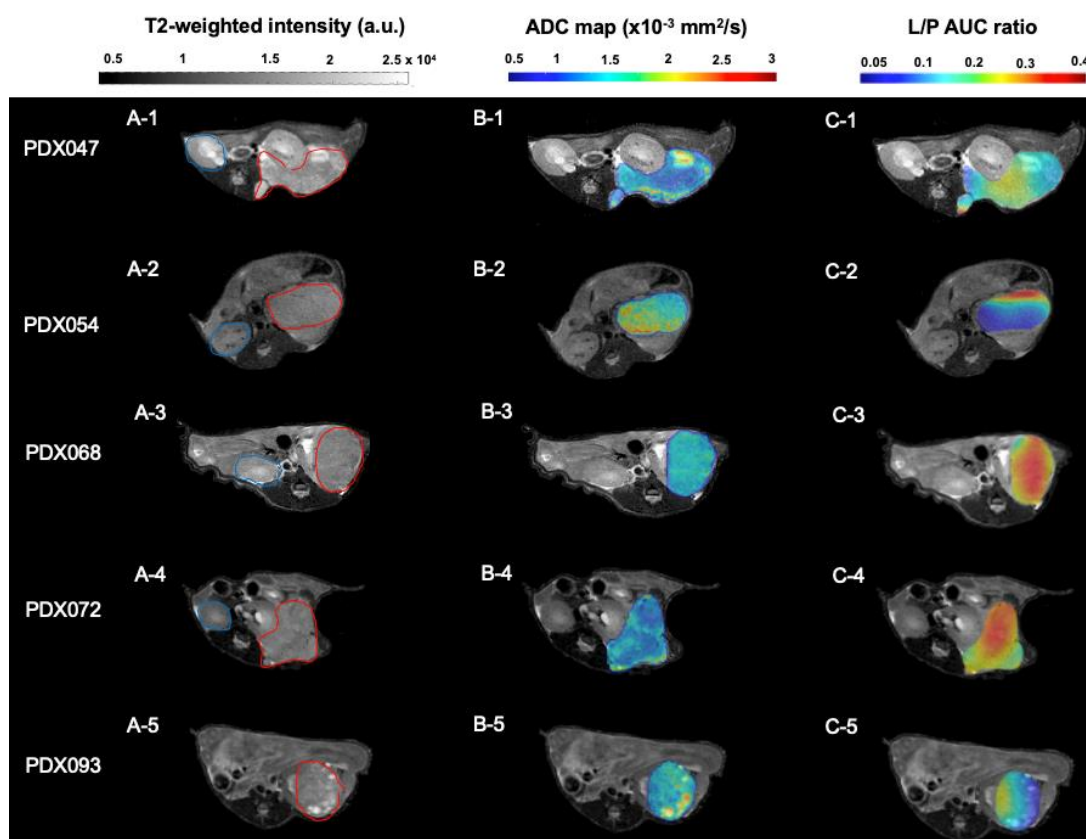 T2-weighted intensity (a.u.) ADC map (x10⁻³ mm²/s) L/P AUC ratio
0.5 1 1.5 2 2.5 x 10⁴ 0.5 1 1.5 2 2.5 3 0.05 0.1 0.2 0.3 0.4
A-1 B-1 C-1
PDX047
A-2 B-2 C-2
PDX054
A-3 B-3 C-3
PDX068
A-4 B-4 C-4
PDX072
A-5 B-5 C-5
PDX093